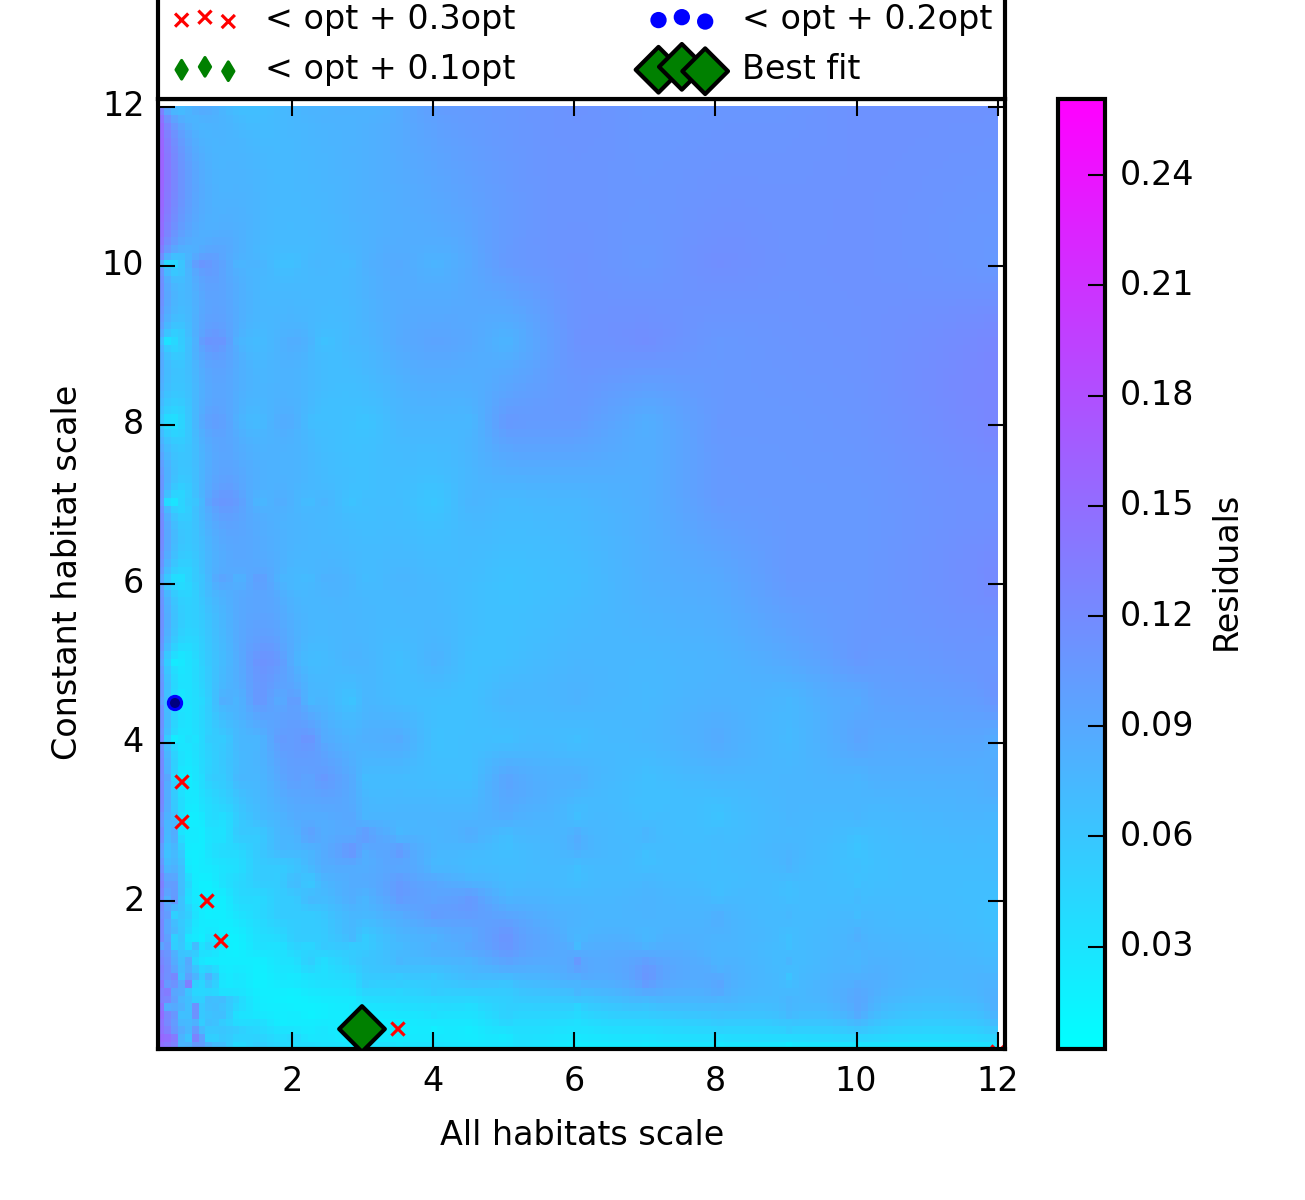 < opt + 0.3opt
< opt + 0.2opt
< opt + 0.1opt
Best fit
12
10
8
6
4
2
Constant habitat scale
2
4
6
8
10
12
All habitats scale
0.24
0.21
0.18
0.15
0.12
0.09
0.06
0.03
Residuals